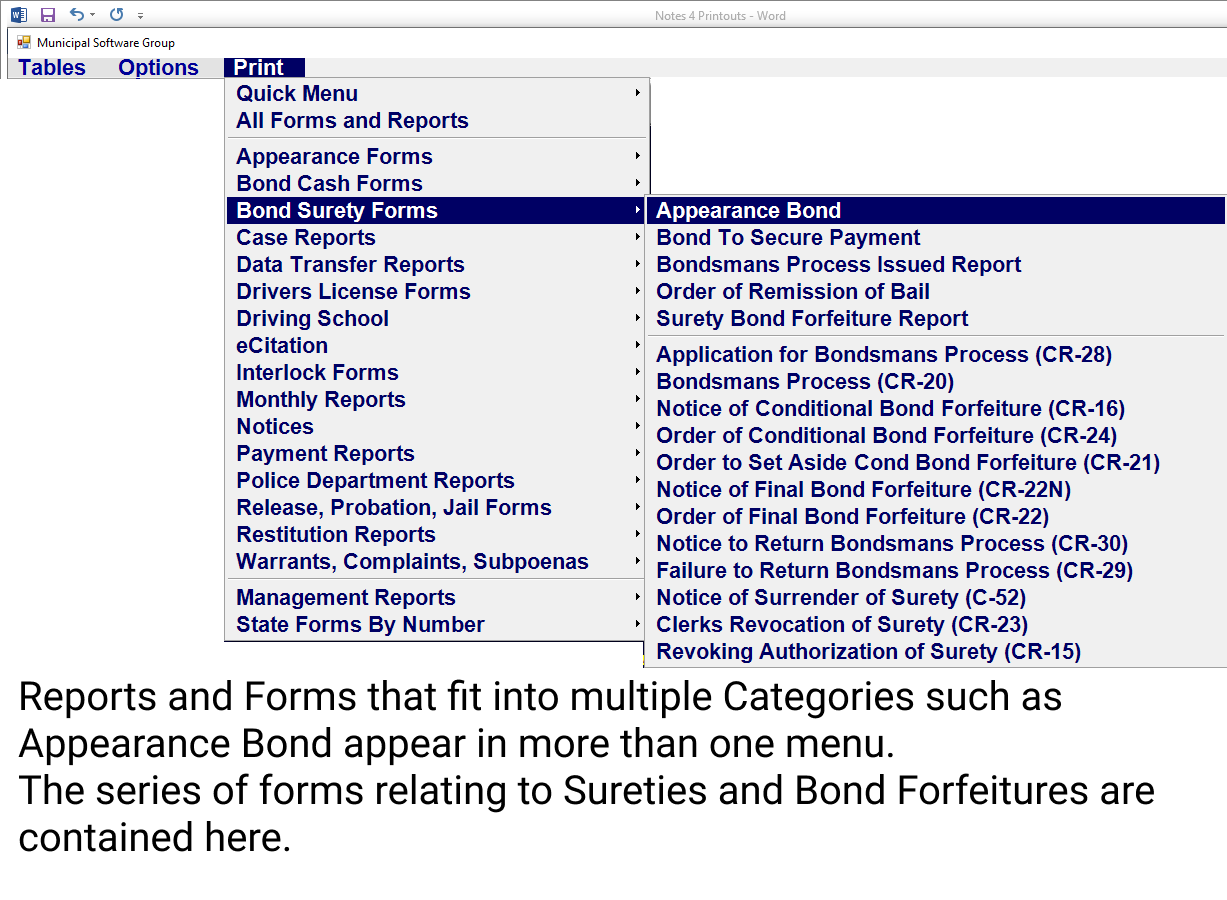 Notes 4 Printouts - Word
Municipal Software Group
Tables Options Print
Quick Menu
All Forms and Reports
Appearance Forms
Bond Cash Forms
Bond Surety Forms
Case Reports
Data Transfer Reports
Drivers License Forms
Driving School
eCitation
Interlock Forms
Monthly Reports
Notices
Payment Reports
Police Department Reports
Release, Probation, Jail Forms
Restitution Reports
Warrants, Complaints, Subpoenas
Management Reports
State Forms By Number
Appearance Bond
Bond To Secure Payment
Bondsmans Process Issued Report
Order of Remission of Bail
Surety Bond Forfeiture Report
Application for Bondsmans Process (CR-28)
Bondsmans Process (CR-20)
Notice of Conditional Bond Forfeiture (CR-16)
Order of Conditional Bond Forfeiture (CR-24)
Order to Set Aside Cond Bond Forfeiture (CR-21)
Notice of Final Bond Forfeiture (CR-22N)
Order of Final Bond Forfeiture (CR-22)
Notice to Return Bondsmans Process (CR-30)
Failure to Return Bondsmans Process (CR-29)
Notice of Surrender of Surety (C-52)
Clerks Revocation of Surety (CR-23)
Revoking Authorization of Surety (CR-15)
Reports and Forms that fit into multiple Categories such as
Appearance Bond appear in more than one menu.
The series of forms relating to Sureties and Bond Forfeitures are
contained here.